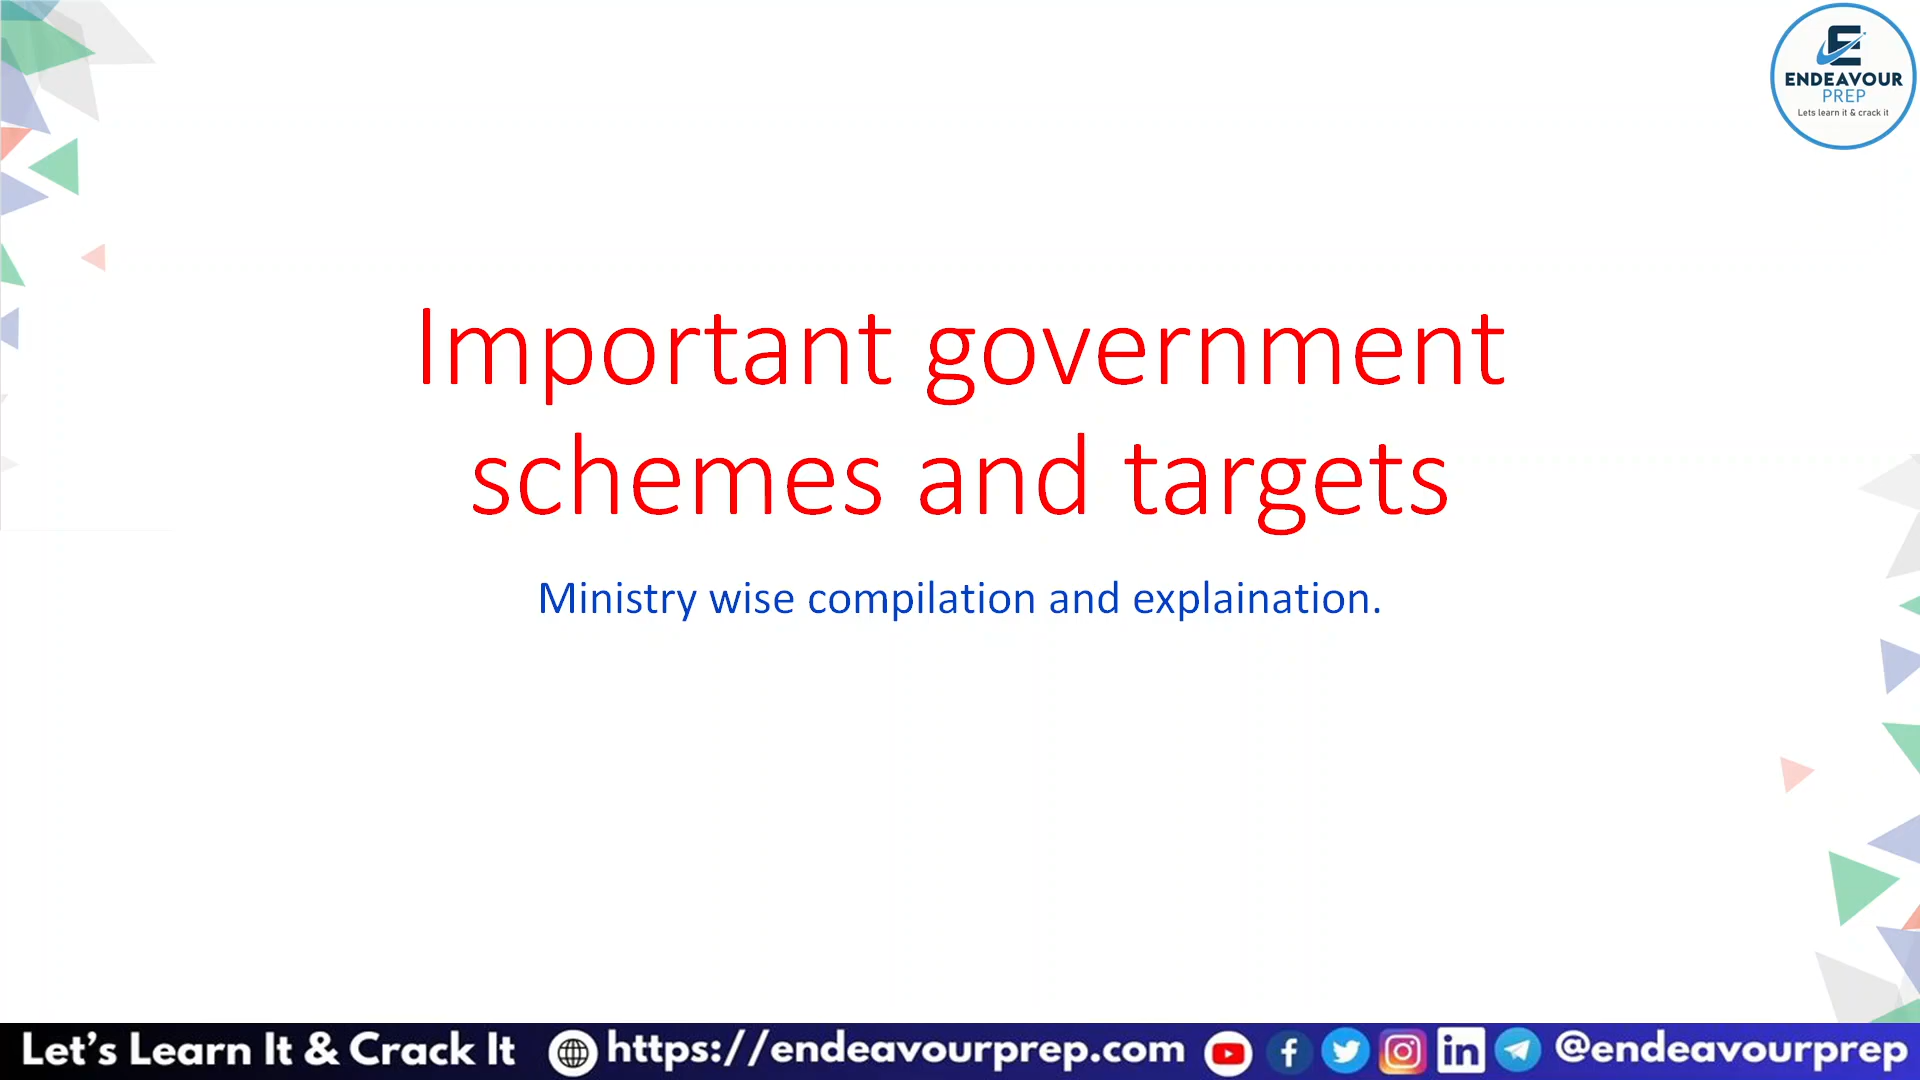 ENDEAVOUR
PREP
Lets learn it & crack it
Important government
schemes and targets
Ministry wise compilation and explaination.
Let's Learn It & Crack It https://endeavourprep.com @endeavourprep